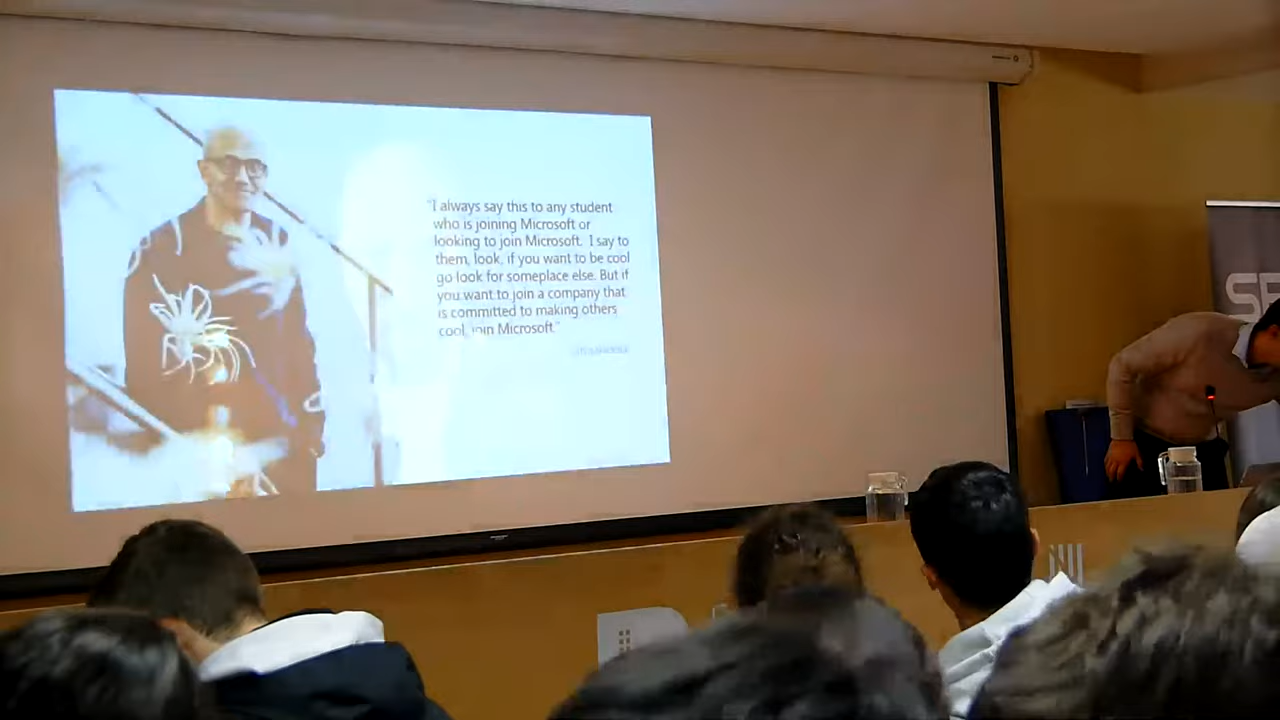 "I always say this to any student
who is joining Microsoft or
looking to join Microsoft. I say to
them, look, if you want to be cool
go look for someplace else. But if
you want to join a company that
is committed to making others
cool, join Microsoft."